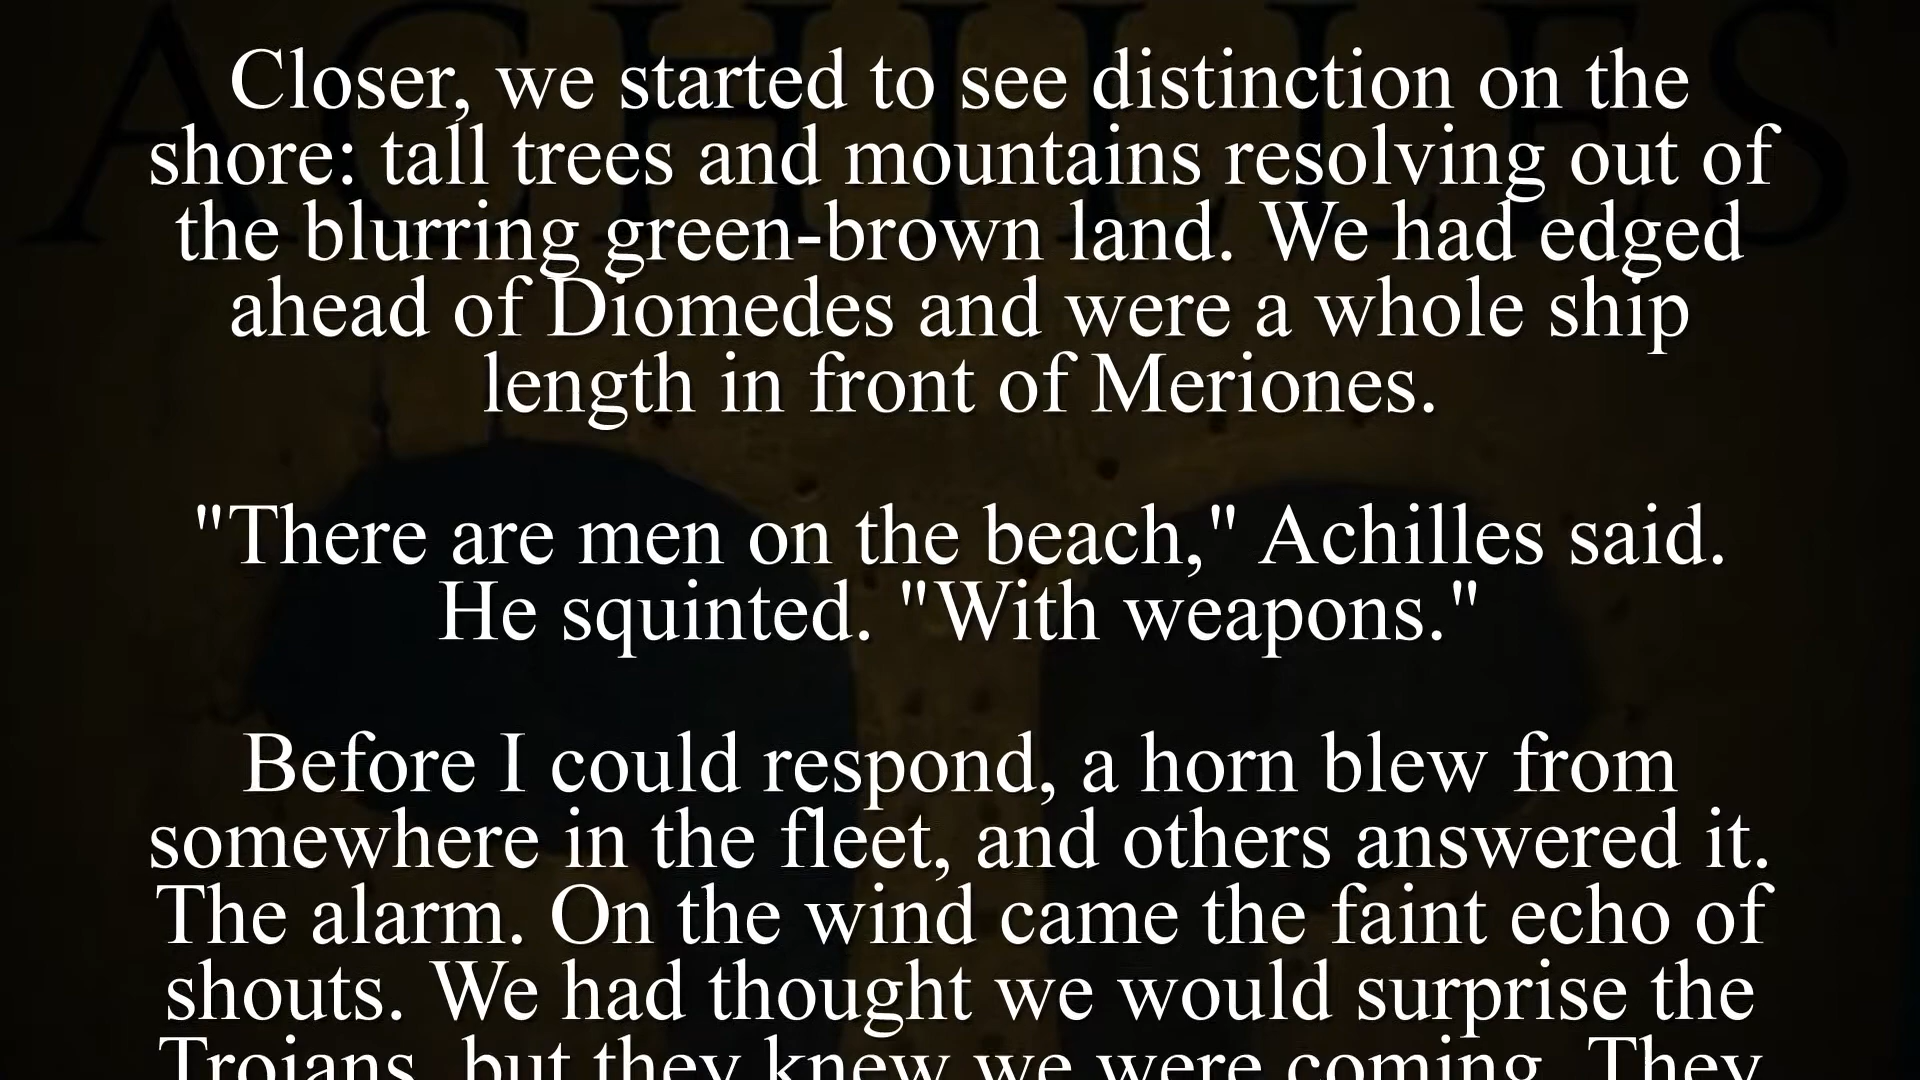 ACHILLES
Closer, we started to see distinction on the
shore: tall trees and mountains resolving out of
the blurring green-brown land. We had edged
ahead of Diomedes and were a whole ship
length in front of Meriones.
"There are men on the beach," Achilles said.
He squinted. "With weapons."
Before I could respond, a horn blew from
somewhere in the fleet, and others answered it.
The alarm. On the wind came the faint echo of
shouts. We had thought we would surprise the
Trojans, but they knew we were coming. They